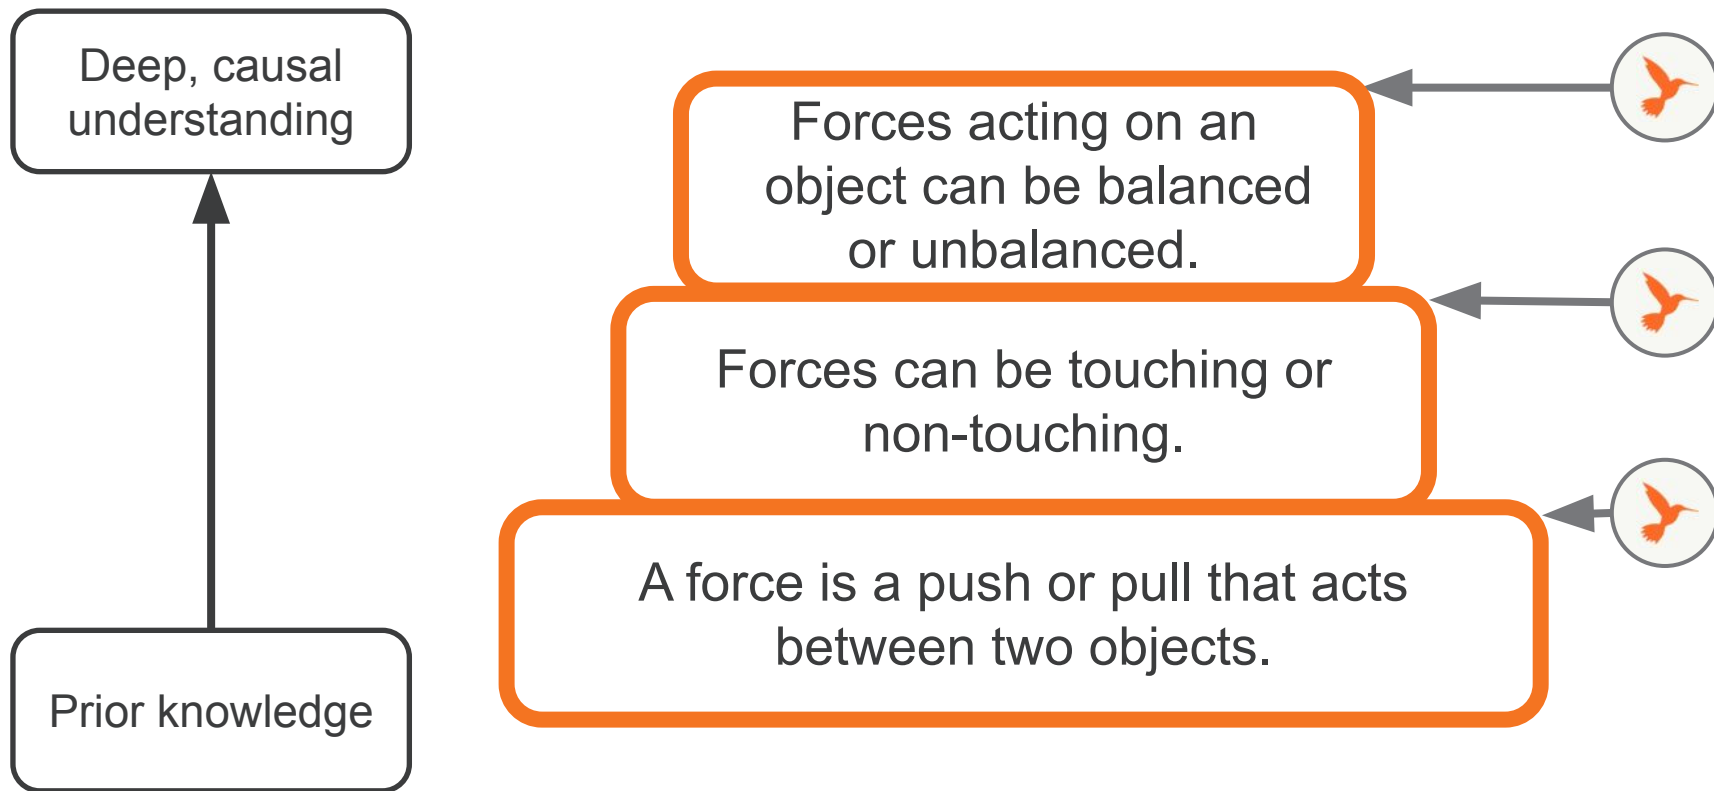 Deep, causal
understanding
Prior knowledge
Forces acting on an
object can be balanced
or unbalanced.
Forces can be touching or
non-touching.
A force is a push or pull that acts
between two objects.